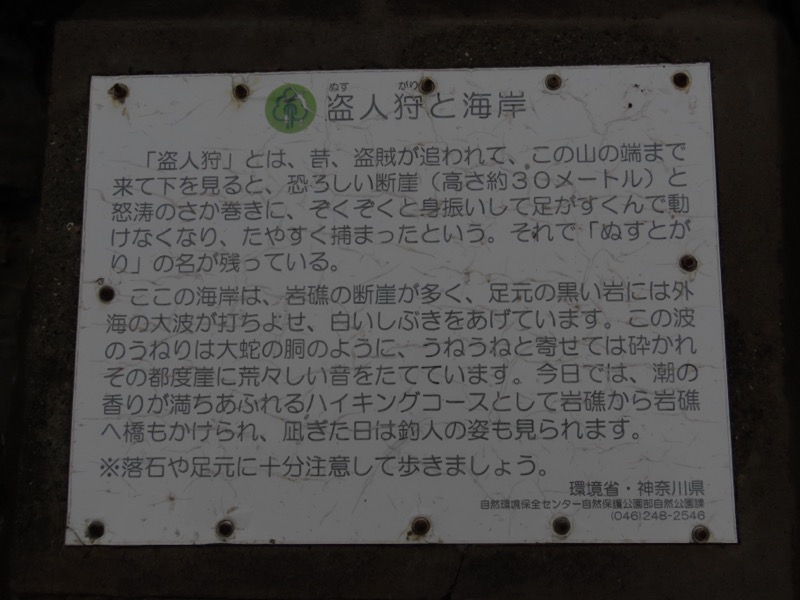 ぬす がり
盗人狩と海岸
「盗人狩」とは、昔、盗賊が追われて、この山の端まで
来て下を見ると、恐ろしい断崖（高さ約３０メートル）と
怒涛のさか巻きに、ぞくぞくと身振いして足がすくんで動
けなくなり、たやすく捕まったという。それで「ぬすとが
り」の名が残っている。
ここの海岸は、岩礁の断崖が多く、足元の黒い岩には外
海の大波が打ちよせ、白いしぶきをあげています。この波
のうねりは大蛇の胴のように、うねうねと寄せては砕かれ
その都度崖に荒々しい音をたてています。今日では、潮の
香りが満ちあふれるハイキングコースとして岩礁から岩礁
へ橋もかけられ、凪ぎた日は釣人の姿も見られます。
※落石や足元に十分注意して歩きましょう。
環境省・神奈川県
自然環境保全センター自然保護公園部自然公園課
(046)248-2546